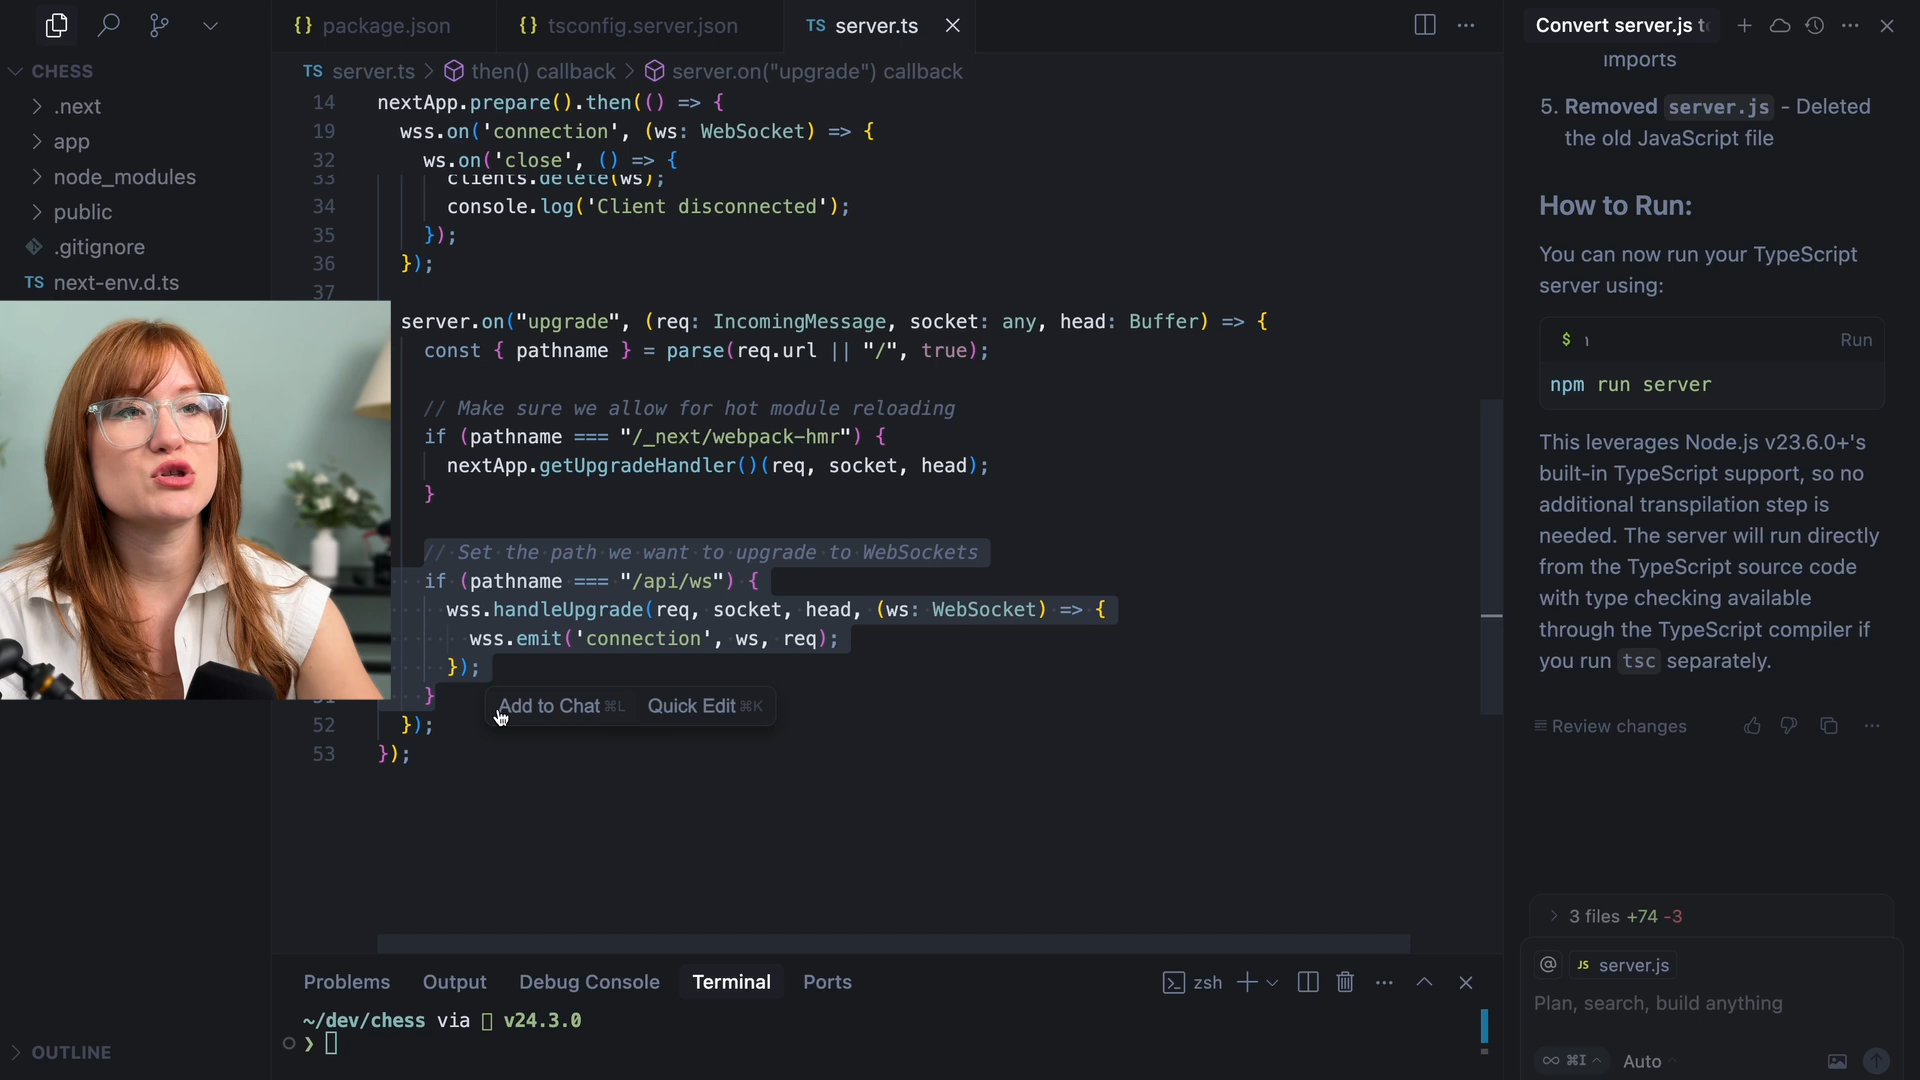 {} package.json
{} tsconfig.server.json
TS server.ts
Convert server.js t
CHESS
.next
app
node_modules
public
.gitignore
TS next-env.d.ts
TS server.ts > then() callback > server.on("upgrade") callback
14 nextApp.prepare().then(() => {
19 wss.on('connection', (ws: WebSocket) => {
32 ws.on('close', () => {
33 clients.delete(ws);
34 console.log('Client disconnected');
35 });
36 });
37
server.on("upgrade", (req: IncomingMessage, socket: any, head: Buffer) => {
const { pathname } = parse(req.url || "/", true);
// Make sure we allow for hot module reloading
if (pathname === "/_next/webpack-hmr") {
nextApp.getUpgradeHandler()(req, socket, head);
}
// Set the path we want to upgrade to WebSockets
if (pathname === "/api/ws") {
wss.handleUpgrade(req, socket, head, (ws: WebSocket) => {
wss.emit('connection', ws, req);
});
}
Add to Chat ⌘L Quick Edit ⌘K
52 });
53 });
Problems Output Debug Console Terminal Ports
zsh
~/dev/chess via v24.3.0
❯
OUTLINE
imports
5. Removed server.js - Deleted
the old JavaScript file
How to Run:
You can now run your TypeScript
server using:
$
Run
npm run server
This leverages Node.js v23.6.0+'s
built-in TypeScript support, so no
additional transpilation step is
needed. The server will run directly
from the TypeScript source code
with type checking available
through the TypeScript compiler if
you run tsc separately.
Review changes
3 files +74 -3
@ JS server.js
Plan, search, build anything
∞ ⌘I Auto